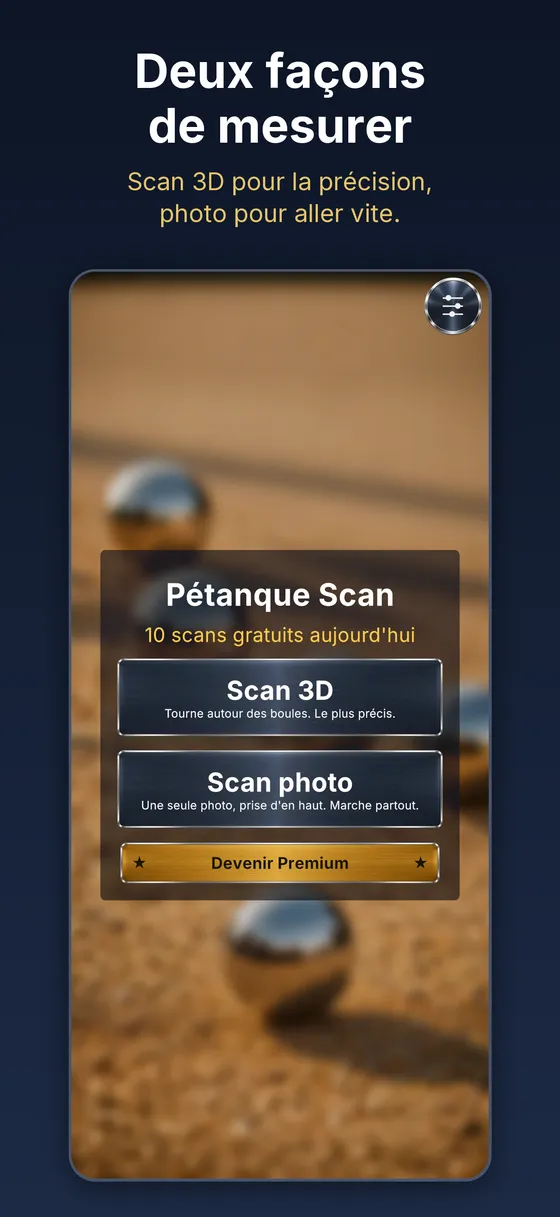 Deux façons
de mesurer
Scan 3D pour la précision,
photo pour aller vite.
Pétanque Scan
10 scans gratuits aujourd'hui
Scan 3D
Tourne autour des boules. Le plus précis.
Scan photo
Une seule photo, prise d'en haut. Marche partout.
★ Devenir Premium ★